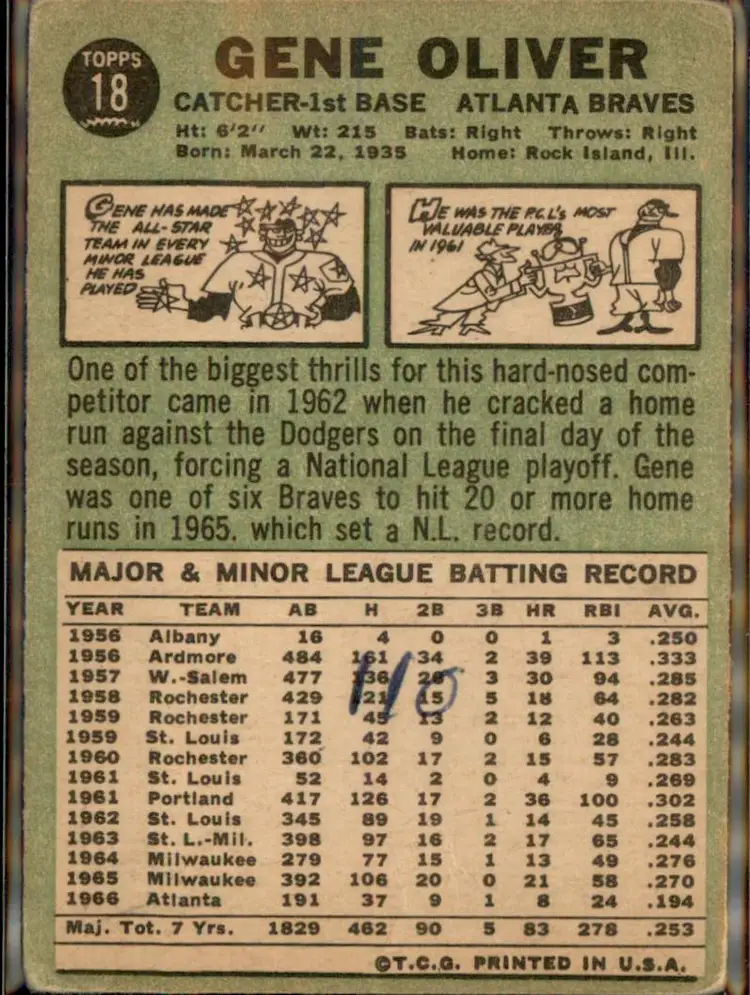 TOPPS
18
GENE OLIVER
CATCHER-1st BASE ATLANTA BRAVES
Ht: 6'2" Wt: 215 Bats: Right Throws: Right
Born: March 22, 1935 Home: Rock Island, Ill.
GENE HAS MADE
THE ALL-STAR
TEAM IN EVERY
MINOR LEAGUE
HE HAS
PLAYED
HE WAS THE P.C.L's MOST
VALUABLE PLAYER
IN 1961
One of the biggest thrills for this hard-nosed com-
petitor came in 1962 when he cracked a home
run against the Dodgers on the final day of the
season, forcing a National League playoff. Gene
was one of six Braves to hit 20 or more home
runs in 1965. which set a N.L. record.
MAJOR & MINOR LEAGUE BATTING RECORD
YEAR TEAM AB H 2B 3B HR RBI AVG.
1956 Albany 16 4 0 0 1 3 .250
1956 Ardmore 484 161 34 2 39 113 .333
1957 W.-Salem 477 136 28 3 30 94 .285
1958 Rochester 429 121 15 5 18 64 .282
1959 Rochester 171 45 13 2 12 40 .263
1959 St. Louis 172 42 9 0 6 28 .244
1960 Rochester 360 102 17 2 15 57 .283
1961 St. Louis 52 14 2 0 4 9 .269
1961 Portland 417 126 17 2 36 100 .302
1962 St. Louis 345 89 19 1 14 45 .258
1963 St. L.-Mil. 398 97 16 2 17 65 .244
1964 Milwaukee 279 77 15 1 13 49 .276
1965 Milwaukee 392 106 20 0 21 58 .270
1966 Atlanta 191 37 9 1 8 24 .194
Maj. Tot. 7 Yrs. 1829 462 90 5 83 278 .253
©T.C.G. PRINTED IN U.S.A.
110